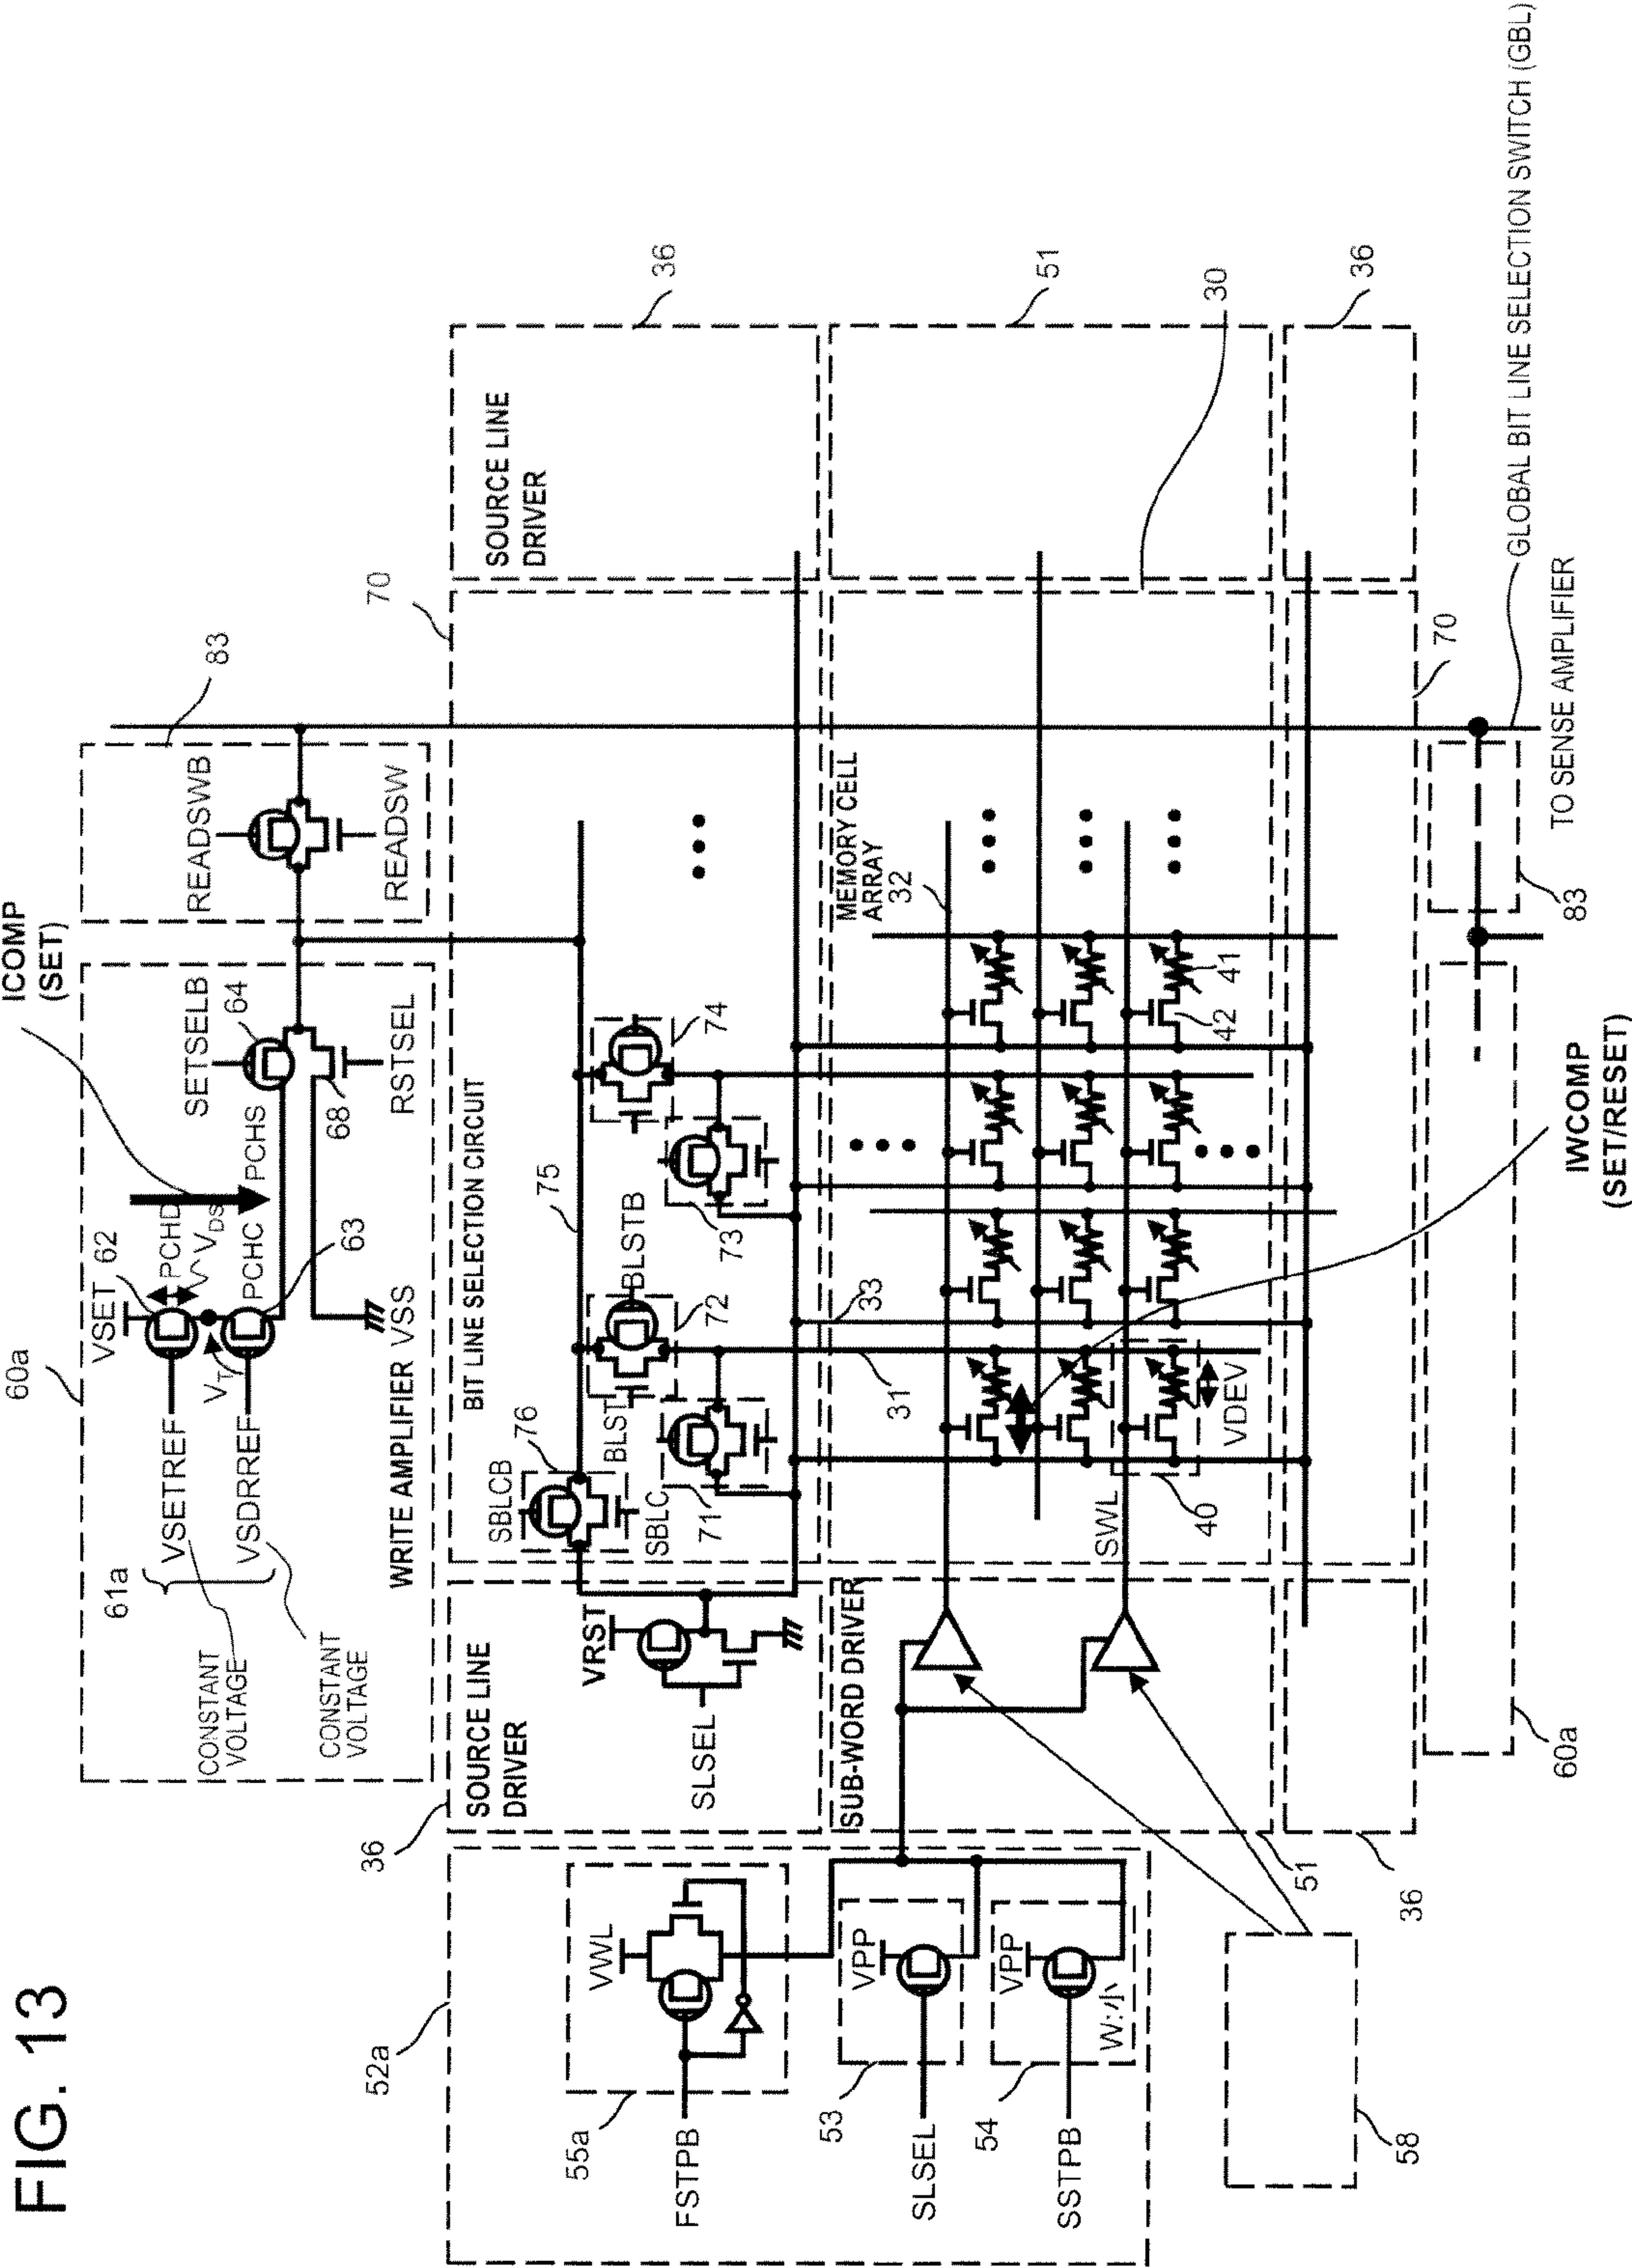 FIG. 13
60a
61a
VSET
62
PCHD
VDS
VT
VSETREF
VSDRREF
CONSTANT
VOLTAGE
CONSTANT
VOLTAGE
PCHC
63
PCHS
ICOMP
(SET)
SETSELB
64
68
RSTSEL
WRITE AMPLIFIER
VSS
83
READSWB
READSW
70
36
SOURCE LINE
DRIVER
VRST
SLSEL
BIT LINE SELECTION CIRCUIT
SBLCB
76
SBLC
75
BLST
BLSTB
72
71
73
74
SOURCE LINE
DRIVER
36
52a
55a
VWL
FSTPB
53
VPP
SLSEL
54
VPP
W:小
SSTPB
58
SUB-WORD DRIVER
51
MEMORY CELL
ARRAY
32
33
31
SWL
40
VDEV
41
42
51
30
36
36
70
60a
83
IWCOMP
(SET/RESET)
TO SENSE AMPLIFIER
GLOBAL BIT LINE SELECTION SWITCH (GBL)